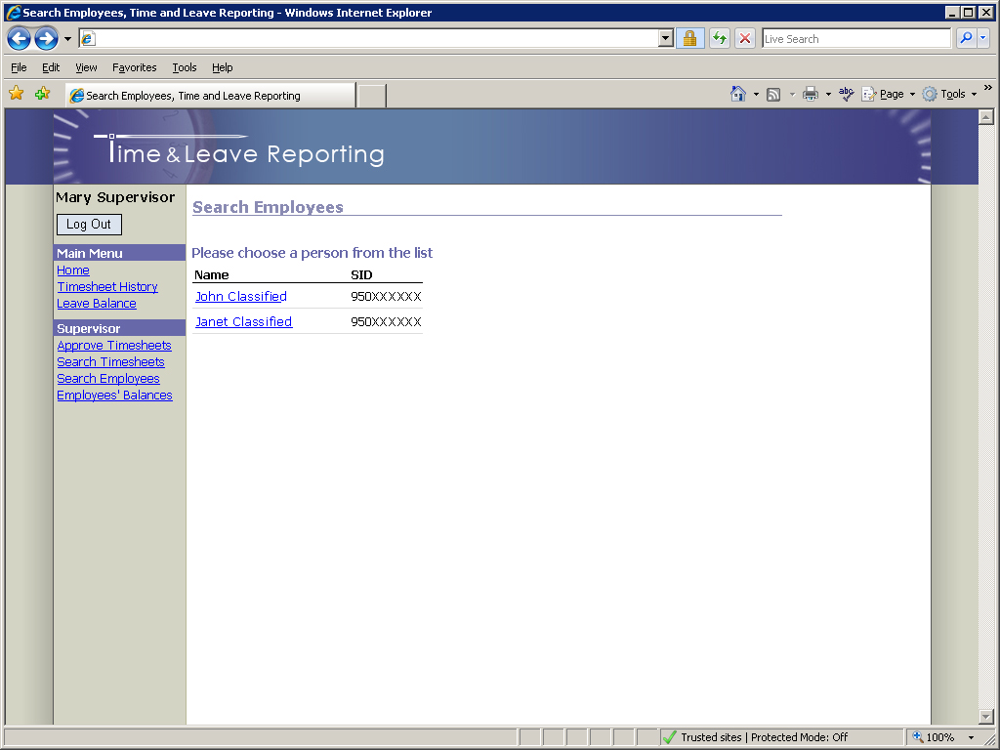 Search Employees, Time and Leave Reporting - Windows Internet Explorer
Live Search
File Edit View Favorites Tools Help
Search Employees, Time and Leave Reporting
abc Page Tools »
Time & Leave Reporting
Mary Supervisor
Log Out
Main Menu
Home
Timesheet History
Leave Balance
Supervisor
Approve Timesheets
Search Timesheets
Search Employees
Employees' Balances
Search Employees
Please choose a person from the list
Name SID
John Classified 950XXXXXX
Janet Classified 950XXXXXX
Trusted sites | Protected Mode: Off 100%